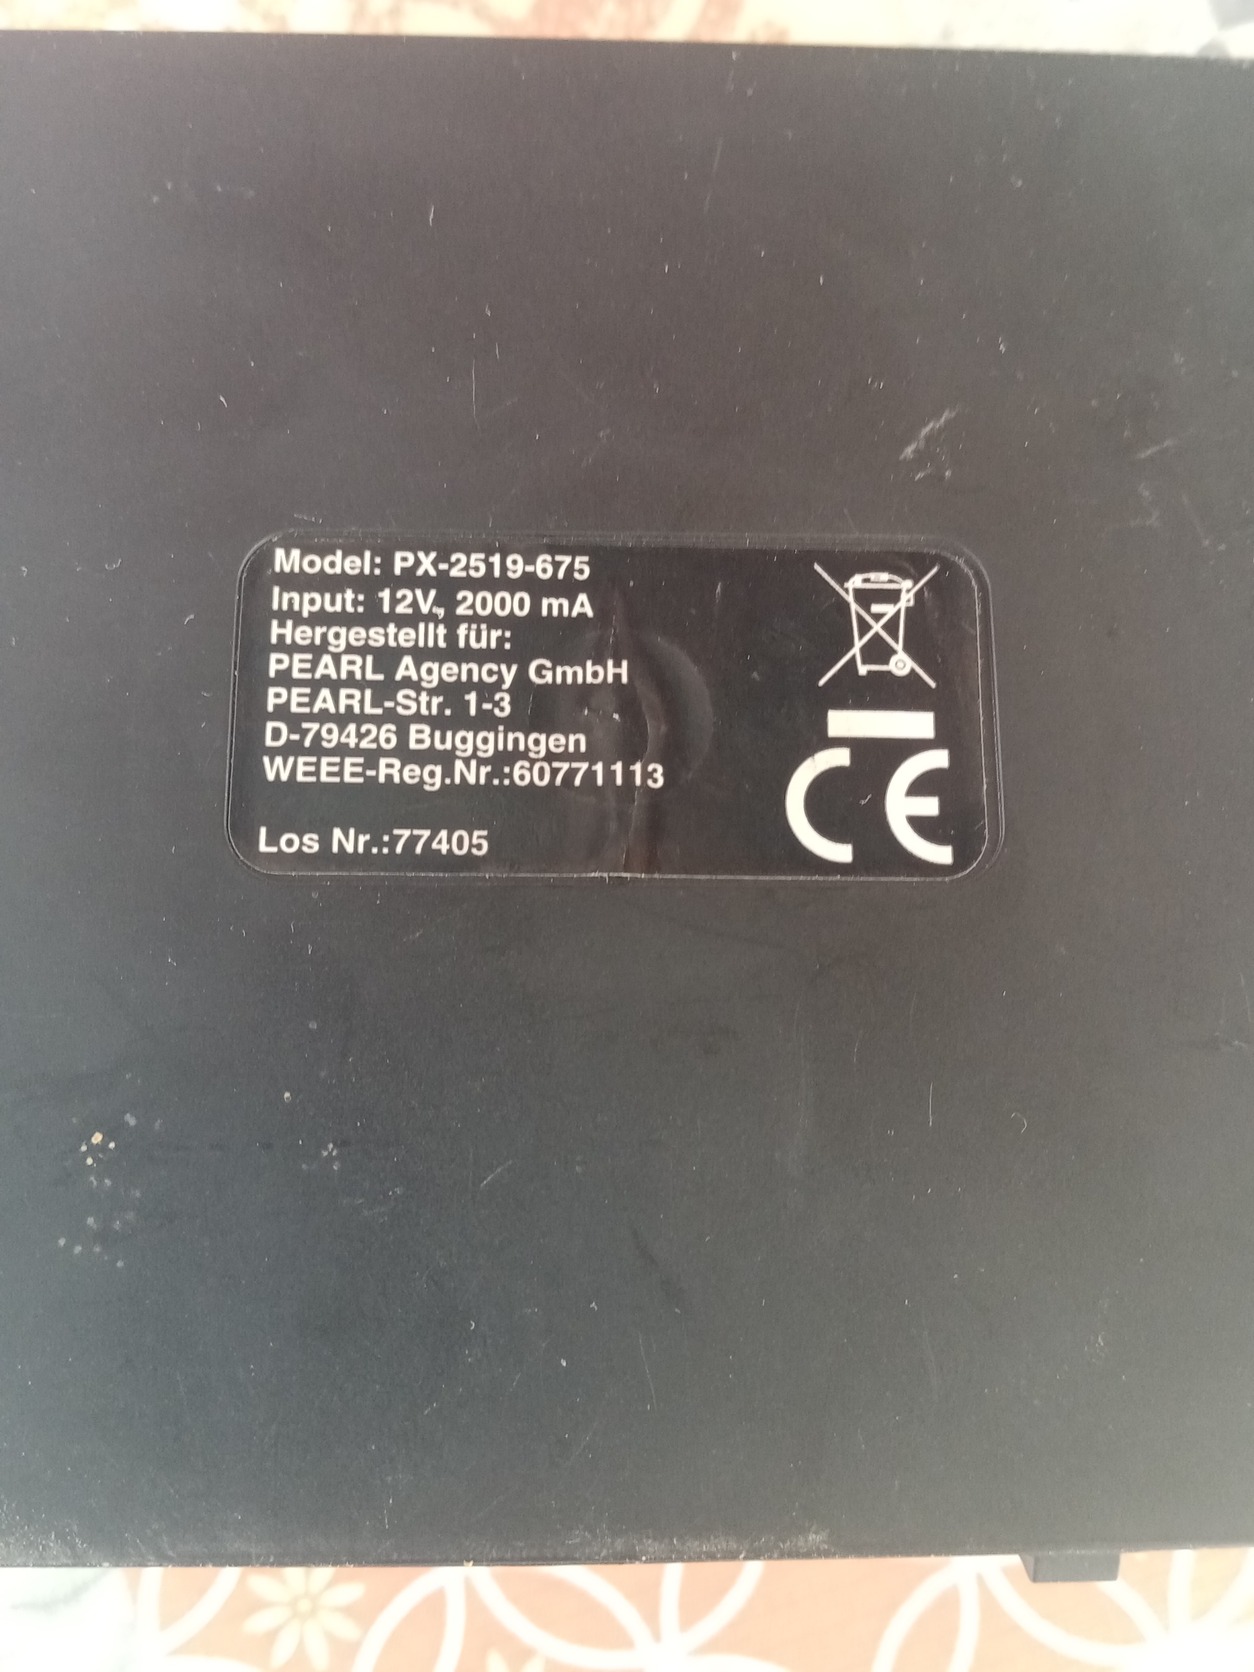 Model: PX-2519-675
Input: 12V, 2000 mA
Hergestellt für:
PEARL Agency GmbH
PEARL-Str. 1-3
D-79426 Buggingen
WEEE-Reg.Nr.:60771113
Los Nr.:77405
CE